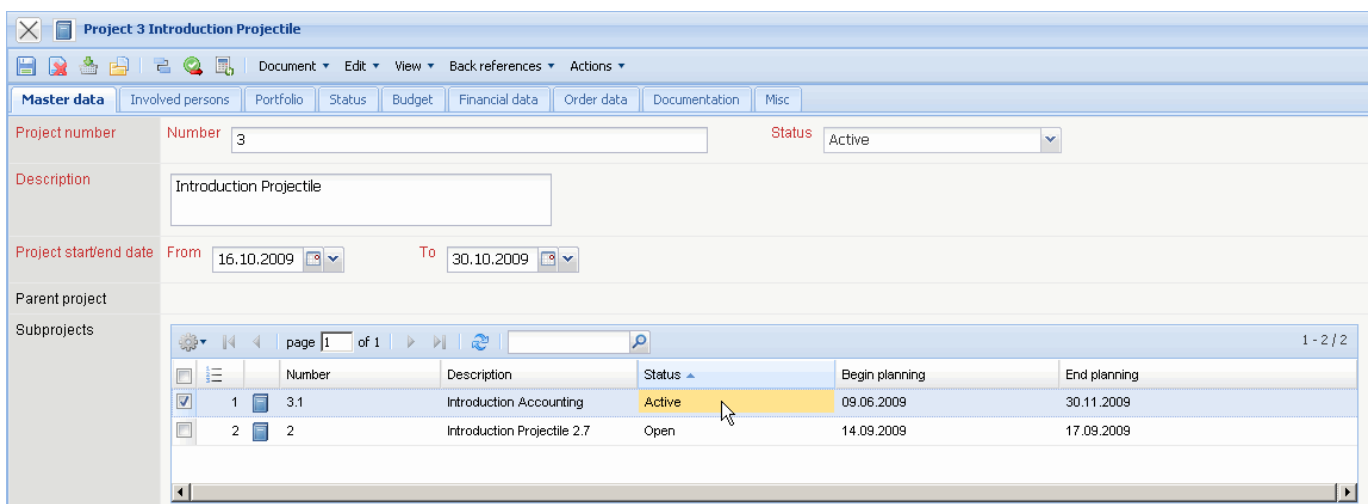 Project 3 Introduction Projectile
Document Edit View Back references Actions
Master data Involved persons Portfolio Status Budget Financial data Order data Documentation Misc
Project number Number 3 Status Active
Description Introduction Projectile
Project start/end date From 16.10.2009 To 30.10.2009
Parent project
Subprojects
page 1 of 1 1 - 2 / 2
Number Description Status Begin planning End planning
1 3.1 Introduction Accounting Active 09.06.2009 30.11.2009
2 2 Introduction Projectile 2.7 Open 14.09.2009 17.09.2009